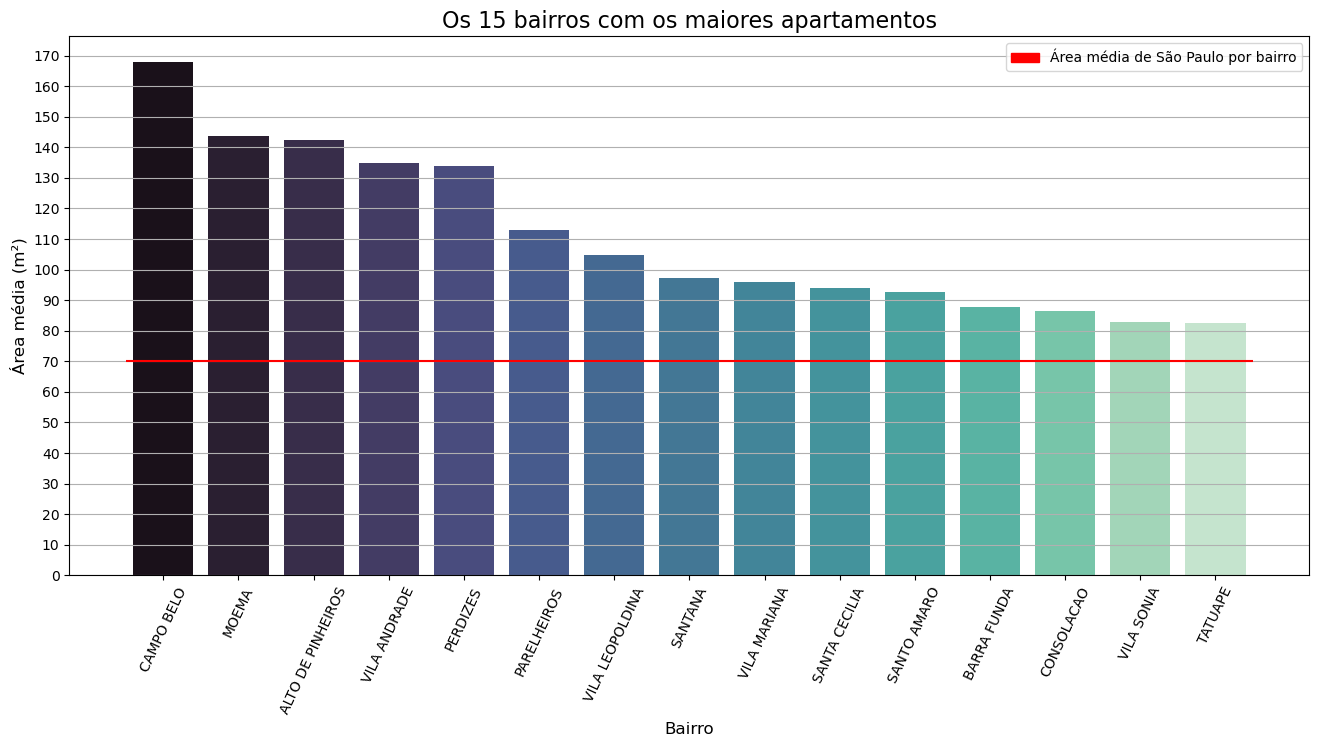 Os 15 bairros com os maiores apartamentos
Área média de São Paulo por bairro
Área média (m²)
170
160
150
140
130
120
110
100
90
80
70
60
50
40
30
20
10
0
CAMPO BELO
MOEMA
ALTO DE PINHEIROS
VILA ANDRADE
PERDIZES
PARELHEIROS
VILA LEOPOLDINA
SANTANA
VILA MARIANA
SANTA CECILIA
SANTO AMARO
BARRA FUNDA
CONSOLACAO
VILA SONIA
TATUAPE
Bairro